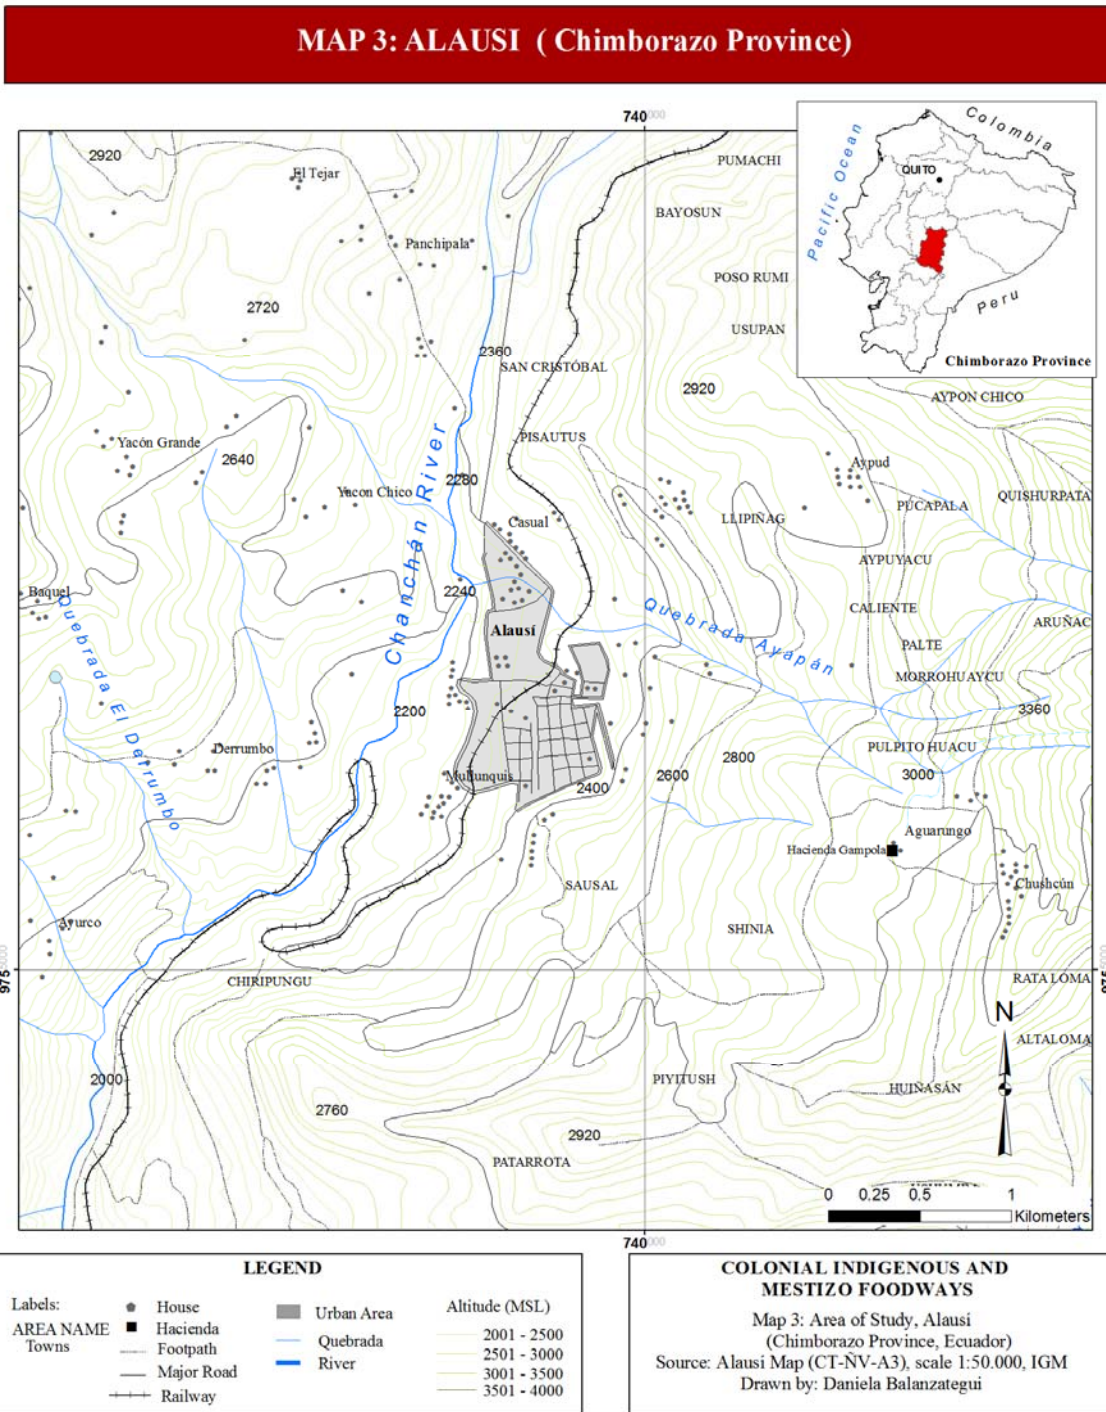 MAP 3: ALAUSI ( Chimborazo Province)
740000
2920
El Tejar
PUMACHI
BAYOSUN
Panchipala
POSO RUMI
2720
USUPAN
2360
SAN CRISTÓBAL
2920
AYPON CHICO
Colombia
Pacific Ocean
QUITO
Peru
Chimborazo Province
Yacón Grande
2640
PISAUTUS
Aypud
Yacon Chico
2280
LLIPIÑAG
PUCAPALA
QUISHURPATA
Chanchán River
Casual
AYPUYACU
Baquel
2240
Quebrada Ayapán
CALIENTE
ARUÑAC
Alausí
PALTE
Quebrada El Derrumbo
MORROHUAYCU
2200
3360
Derrumbo
PULPITO HUACU
Mullunquis
2400
2600
2800
3000
Aguarungo
Hacienda Gampola
Chushcún
SAUSAL
Ayurco
SHINIA
975
CHIRIPUNGU
RATA LOMA
975
N
ALTALOMA
2000
PIYITUSH
HUIÑASÁN
2760
2920
PATARROTA
0 0.25 0.5 1
Kilometers
740000
LEGEND
Labels:
AREA NAME
Towns
House
Hacienda
Footpath
Major Road
Railway
Urban Area
Quebrada
River
Altitude (MSL)
2001 - 2500
2501 - 3000
3001 - 3500
3501 - 4000
COLONIAL INDIGENOUS AND
MESTIZO FOODWAYS
Map 3: Area of Study, Alausí
(Chimborazo Province, Ecuador)
Source: Alausi Map (CT-ÑV-A3), scale 1:50.000, IGM
Drawn by: Daniela Balanzategui